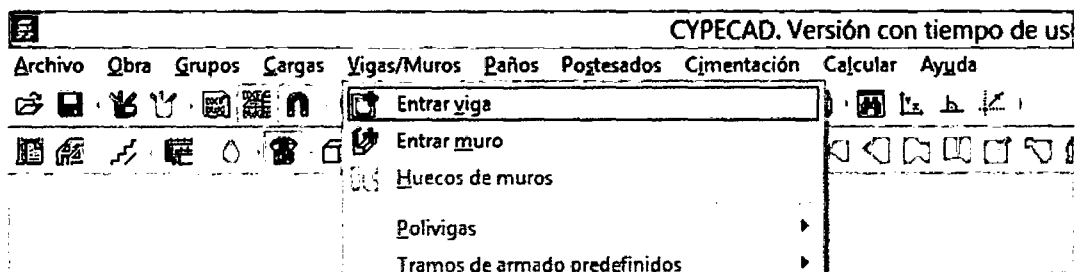 CYPECAD. Versión con tiempo de us
Archivo Obra Grupos Cargas Vigas/Muros Paños Postesados Cimentación Calcular Ayuda
Entrar viga
Entrar muro
Huecos de muros
Polivigas
Tramos de armado predefinidos